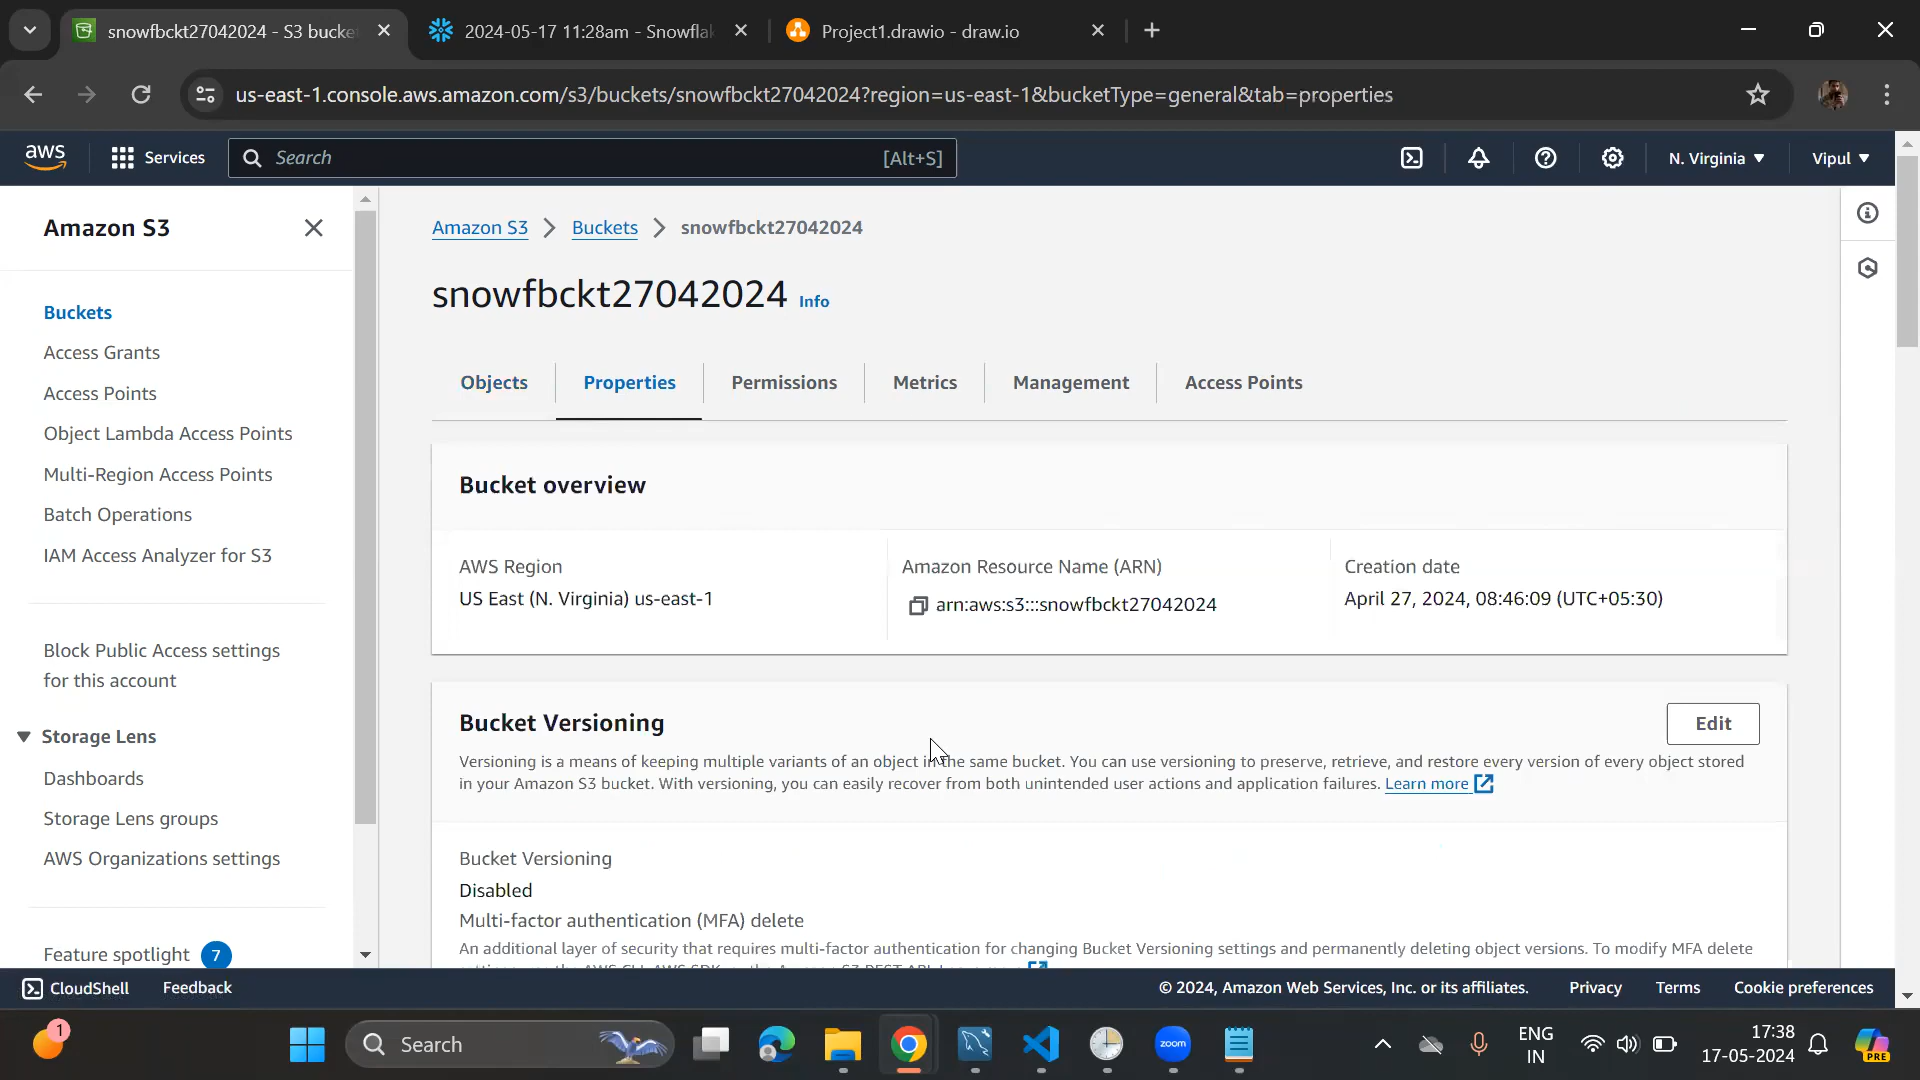 snowfbckt27042024 - S3 bucke
2024-05-17 11:28am - Snowfla
Project1.drawio - draw.io
us-east-1.console.aws.amazon.com/s3/buckets/snowfbckt27042024?region=us-east-1&bucketType=general&tab=properties
aws
Services
Search
[Alt+S]
N. Virginia
Vipul
Amazon S3
Buckets
Access Grants
Access Points
Object Lambda Access Points
Multi-Region Access Points
Batch Operations
IAM Access Analyzer for S3
Block Public Access settings
for this account
Storage Lens
Dashboards
Storage Lens groups
AWS Organizations settings
Feature spotlight 7
Amazon S3 > Buckets > snowfbckt27042024
snowfbckt27042024 Info
Objects
Properties
Permissions
Metrics
Management
Access Points
Bucket overview
AWS Region
US East (N. Virginia) us-east-1
Amazon Resource Name (ARN)
arn:aws:s3:::snowfbckt27042024
Creation date
April 27, 2024, 08:46:09 (UTC+05:30)
Bucket Versioning
Edit
Versioning is a means of keeping multiple variants of an object in the same bucket. You can use versioning to preserve, retrieve, and restore every version of every object stored
in your Amazon S3 bucket. With versioning, you can easily recover from both unintended user actions and application failures. Learn more
Bucket Versioning
Disabled
Multi-factor authentication (MFA) delete
An additional layer of security that requires multi-factor authentication for changing Bucket Versioning settings and permanently deleting object versions. To modify MFA delete
CloudShell
Feedback
© 2024, Amazon Web Services, Inc. or its affiliates.
Privacy
Terms
Cookie preferences
1
Search
zoom
ENG
IN
17:38
17-05-2024
PRE